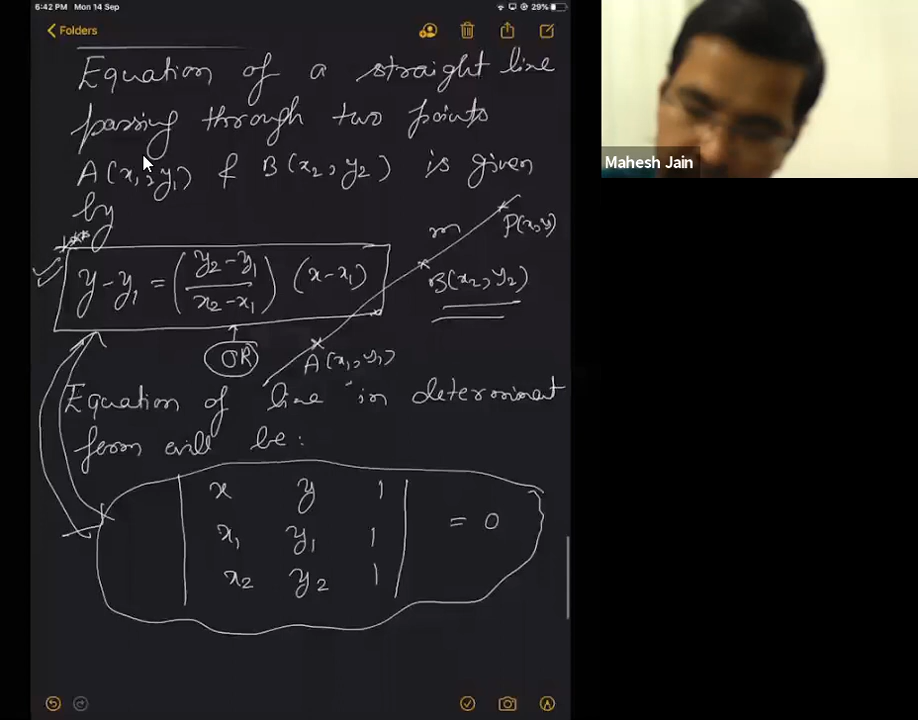 6:42 PM Mon 14 Sep
29%
Folders
Mahesh Jain
Equation of a straight line
passing through two points
A(x₁, y₁) & B(x₂, y₂) is given
by
m
P(x, y)
y - y₁ = (y₂ - y₁ / x₂ - x₁) (x - x₁)
B(x₂, y₂)
OR
A(x₁, y₁)
Equation of line in determinant
form will be:
| x y 1 |
| x₁ y₁ 1 | = 0
| x₂ y₂ 1 |